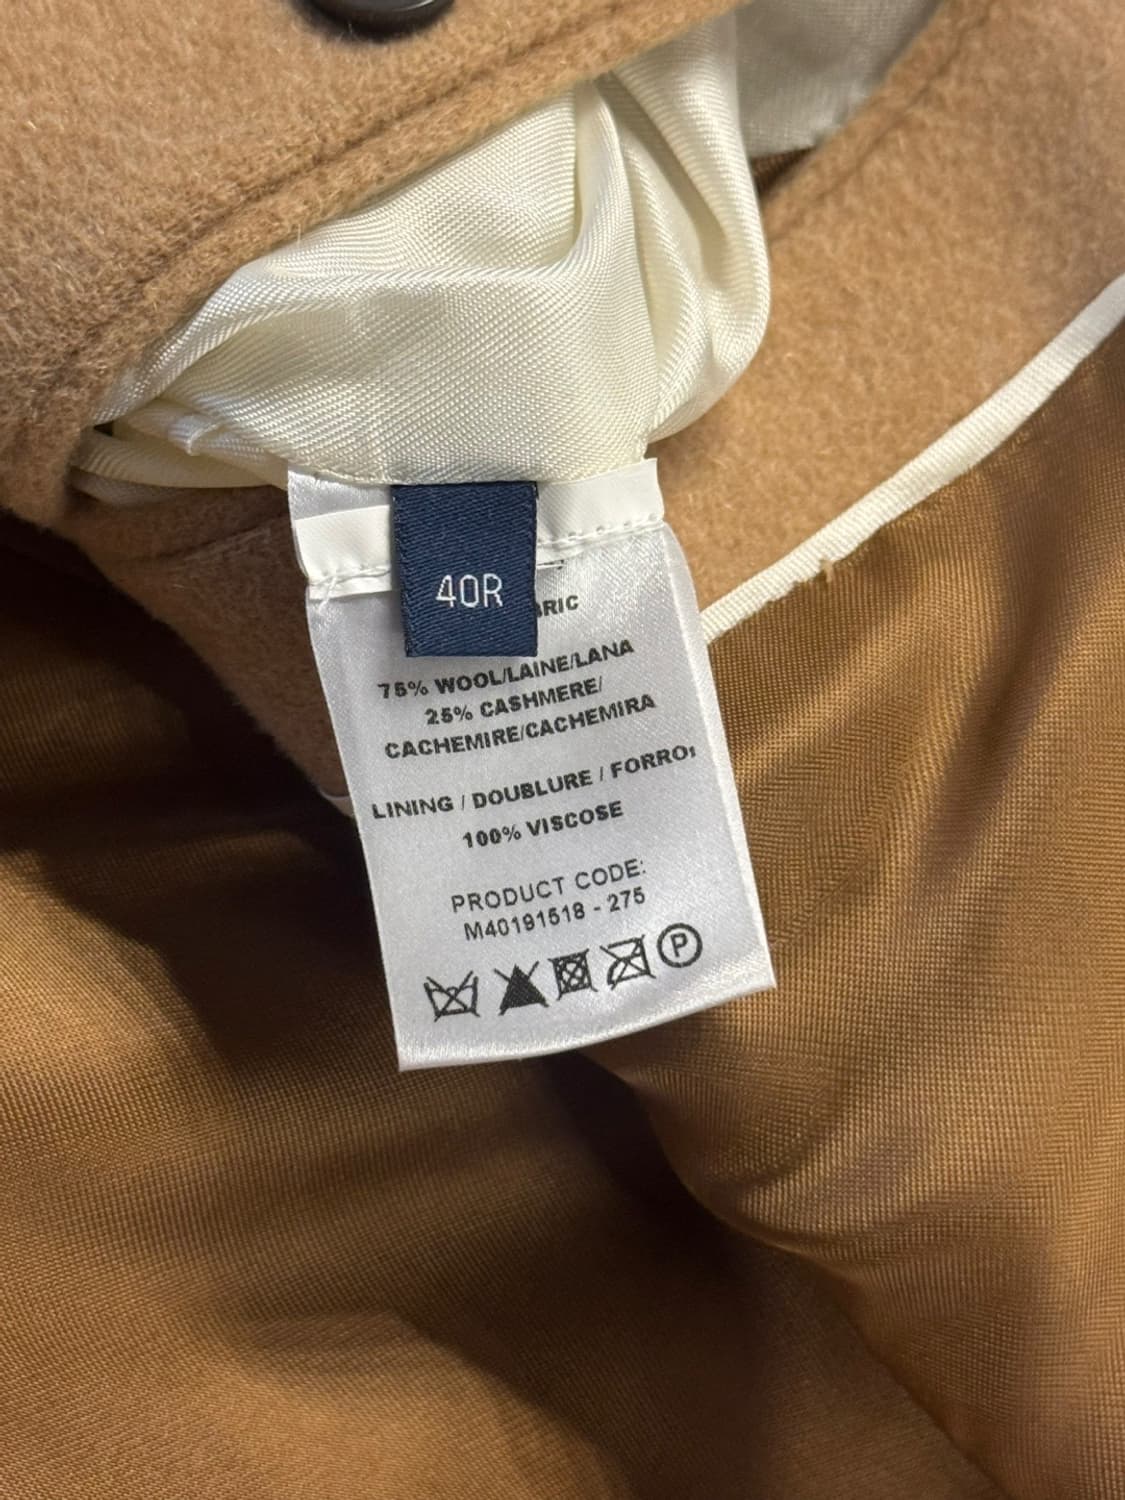 40R
75% WOOL/LAINE/LANA
25% CASHMERE/
CACHEMIRE/CACHEMIRA
LINING / DOUBLURE / FORRO:
100% VISCOSE
PRODUCT CODE:
M40191518 - 275
P